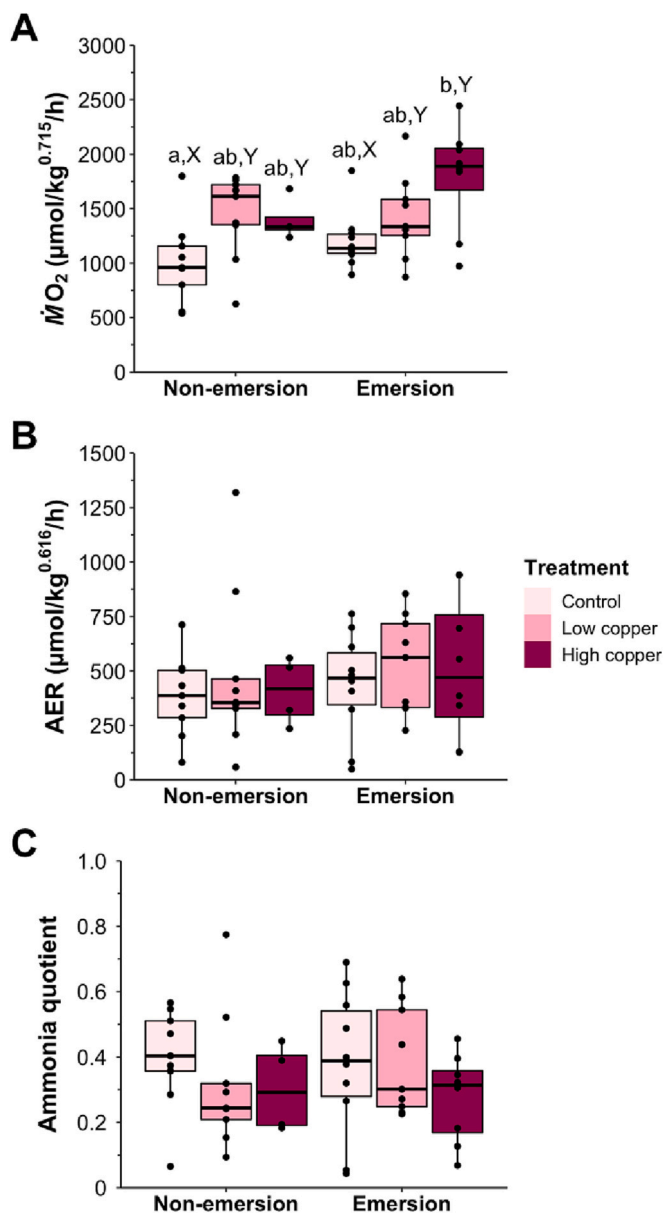 A
3000
2500
2000
1500
1000
500
0
ṀO₂ (µmol/kg⁰·⁷¹⁵/h)
a,X
ab,Y
ab,Y
ab,X
ab,Y
b,Y
Non-emersion
Emersion
B
1500
1250
1000
750
500
250
0
AER (µmol/kg⁰·⁶¹⁶/h)
Non-emersion
Emersion
Treatment
Control
Low copper
High copper
C
1.0
0.8
0.6
0.4
0.2
0
Ammonia quotient
Non-emersion
Emersion